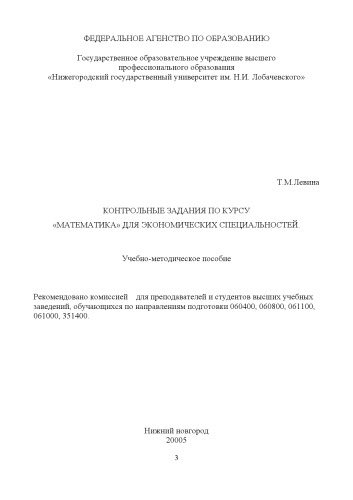 ФЕДЕРАЛЬНОЕ АГЕНСТВО ПО ОБРАЗОВАНИЮ
Государственное образовательное учреждение высшего
профессионального образования
«Нижегородский государственный университет им. Н.И. Лобачевского»
Т.М.Левина
КОНТРОЛЬНЫЕ ЗАДАНИЯ ПО КУРСУ
«МАТЕМАТИКА» ДЛЯ ЭКОНОМИЧЕСКИХ СПЕЦИАЛЬНОСТЕЙ
Учебно-методическое пособие
Рекомендовано комиссией для преподавателей и студентов высших учебных
заведений, обучающихся по направлениям подготовки 060400, 060800, 061100,
061000, 351400.
Нижний новгород
20005
3